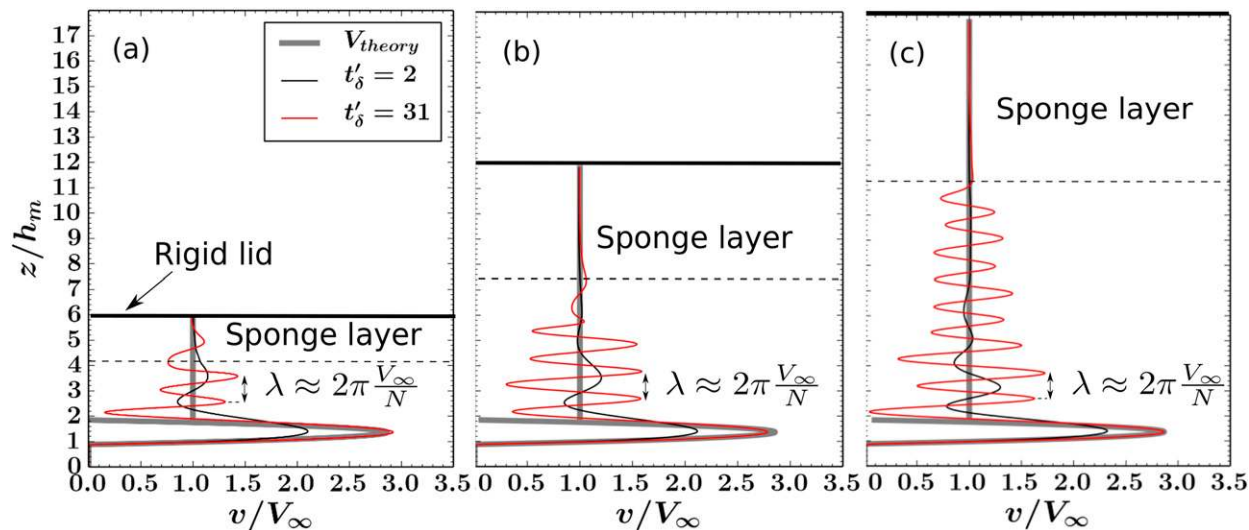 (a)
V_{theory}
t'_δ = 2
t'_δ = 31
Rigid lid
Sponge layer
λ ≈ 2π V_∞/N
z/h_m
17
16
15
14
13
12
11
10
9
8
7
6
5
4
3
2
1
0
0.0 0.5 1.0 1.5 2.0 2.5 3.0 3.5
v/V_∞
(b)
Sponge layer
λ ≈ 2π V_∞/N
0 0.5 1.0 1.5 2.0 2.5 3.0 3.5
v/V_∞
(c)
Sponge layer
λ ≈ 2π V_∞/N
0 0.5 1.0 1.5 2.0 2.5 3.0 3.5
v/V_∞